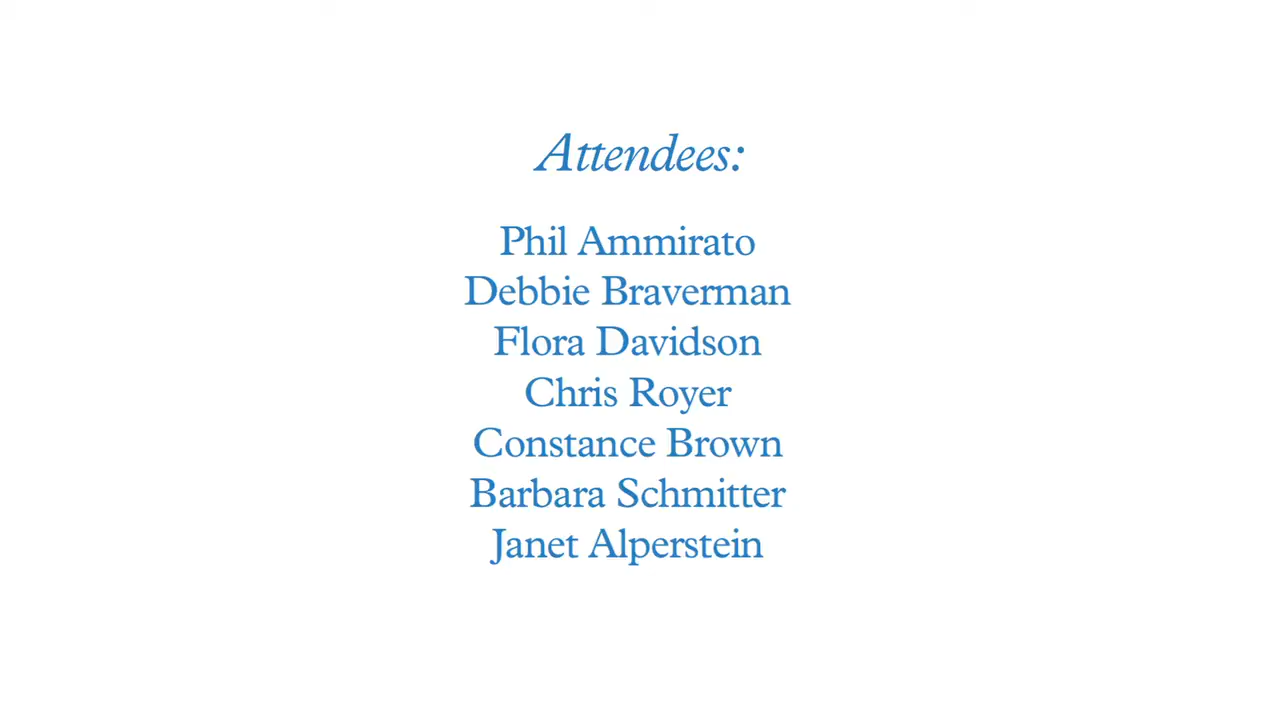 Attendees:
Phil Ammirato
Debbie Braverman
Flora Davidson
Chris Royer
Constance Brown
Barbara Schmitter
Janet Alperstein